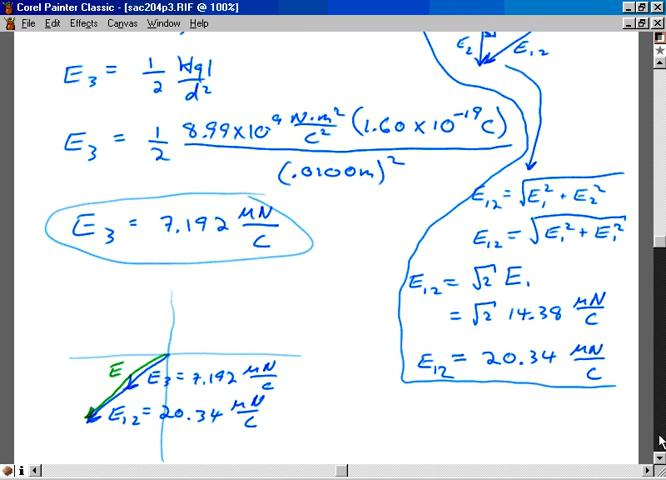 Corel Painter Classic - [sac204p3.RIF @ 100%]
File Edit Effects Canvas Window Help
E₂ E₁₂
E₃ = 1/2 k|q|/d²
E₃ = 1/2 8.99×10⁹ N·m²/C² (1.60×10⁻¹⁹C) / (.0100m)²
E₃ = 7.192 μN/C
E₁₂ = √(E₁² + E₂²)
E₁₂ = √(E₁² + E₁²)
E₁₂ = √2 E₁
= √2 14.38 μN/C
E₁₂ = 20.34 μN/C
E
E₃ = 7.192 μN/C
E₁₂ = 20.34 μN/C